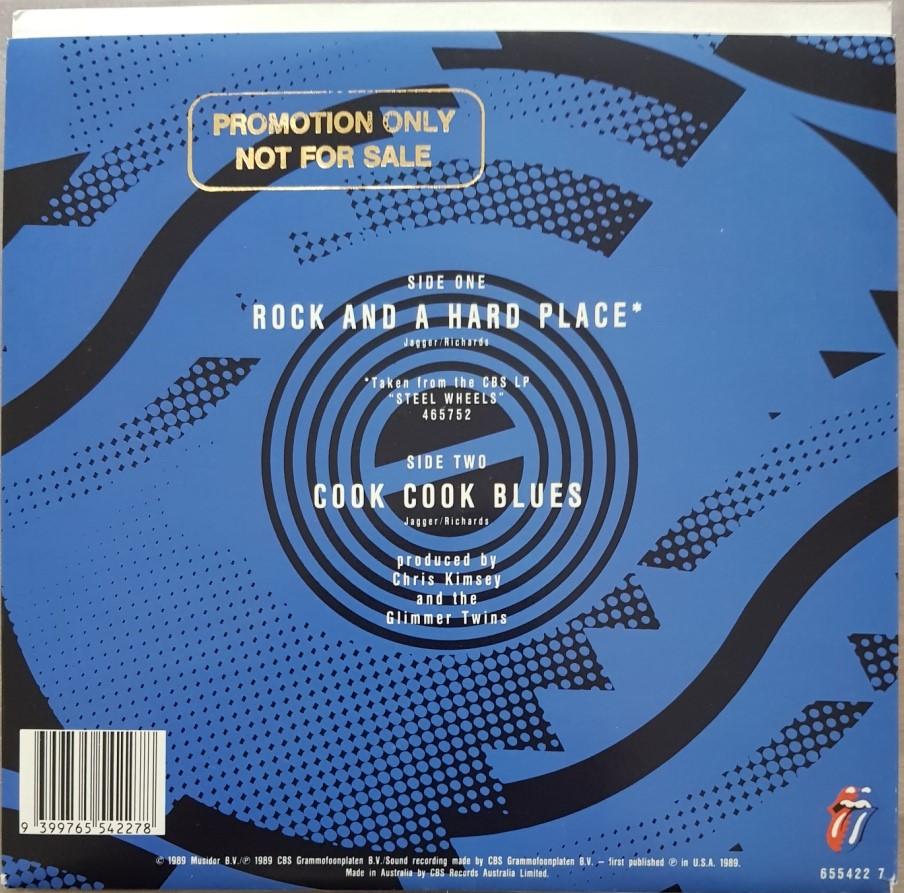 PROMOTION ONLY
NOT FOR SALE
SIDE ONE
ROCK AND A HARD PLACE*
Jagger/Richards
*Taken from the CBS LP
"STEEL WHEELS"
465752
SIDE TWO
COOK COOK BLUES
Jagger/Richards
produced by
Chris Kimsey
and the
Glimmer Twins
9 399765 542278
© 1989 Musidor B.V./℗ 1989 CBS Grammofoonplaten B.V./Sound recording made by CBS Grammofoonplaten B.V. – first published ℗ in U.S.A. 1989.
Made in Australia by CBS Records Australia Limited.
655422 7